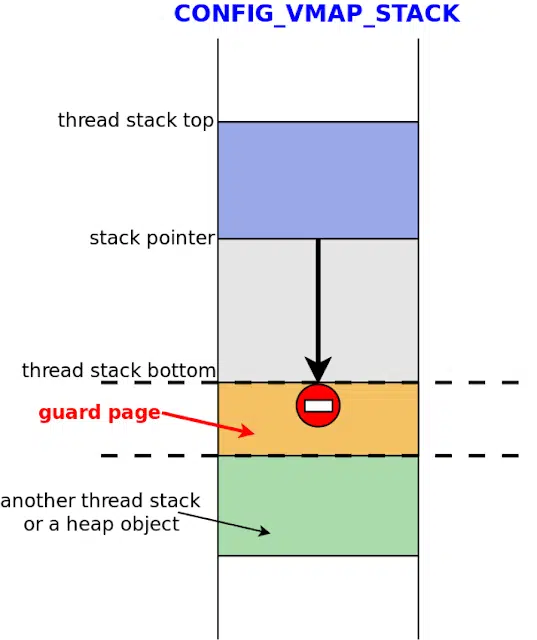 CONFIG_VMAP_STACK
thread stack top
stack pointer
thread stack bottom
guard page
another thread stack
or a heap object